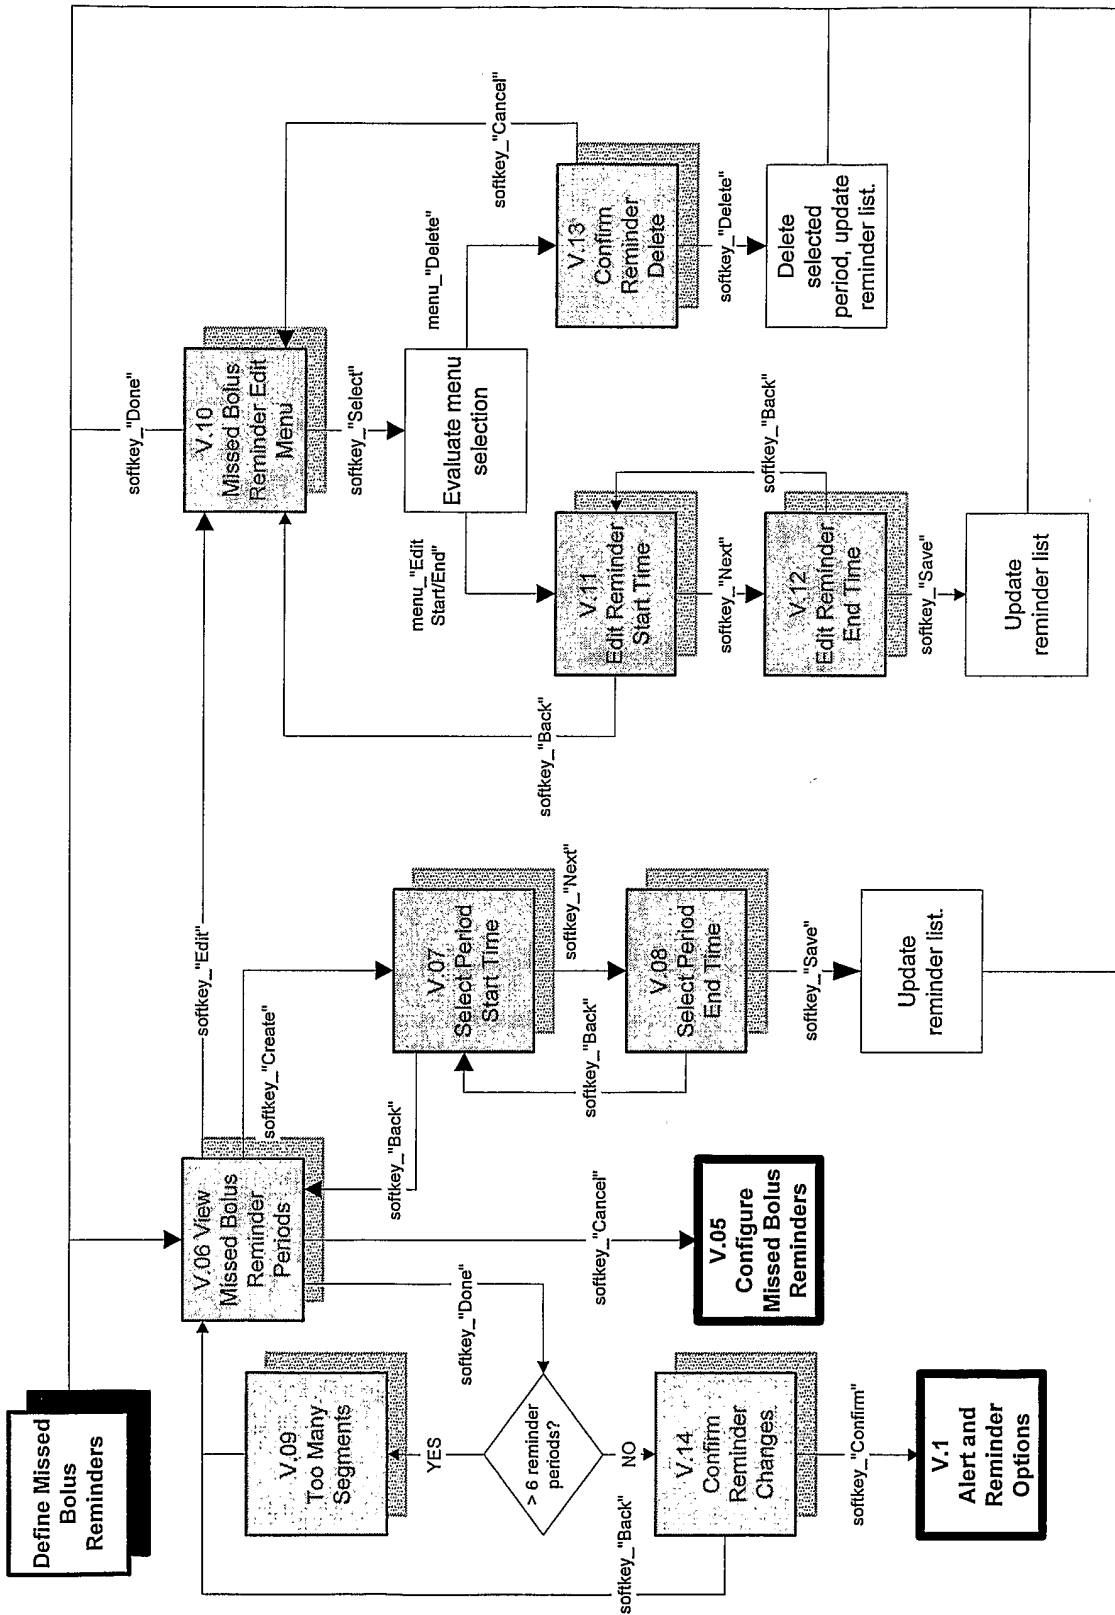 Define Missed
Bolus
Reminders
V.06 View
Missed Bolus
Reminder
Periods
softkey_"Edit"
softkey_"Create"
softkey_"Back"
softkey_"Cancel"
softkey_"Done"
V.09
Too Many
Segments
YES
> 6 reminder
periods?
NO
V.14
Confirm
Reminder
Changes
softkey_"Back"
softkey_"Confirm"
V.1
Alert and
Reminder
Options
V.05
Configure
Missed Bolus
Reminders
V.07
Select Period
Start Time
softkey_"Next"
softkey_"Back"
V.08
Select Period
End Time
softkey_"Save"
Update
reminder list.
softkey_"Done"
V.10
Missed Bolus
Reminder Edit
Menu
softkey_"Select"
softkey_"Cancel"
Evaluate menu
selection
menu_"Edit
Start/End"
menu_"Delete"
softkey_"Back"
V.11
Edit Reminder
Start Time
softkey_"Next"
softkey_"Back"
V.12
Edit Reminder
End Time
softkey_"Save"
Update
reminder list
V.13
Confirm
Reminder
Delete
softkey_"Delete"
Delete
selected
period, update
reminder list.